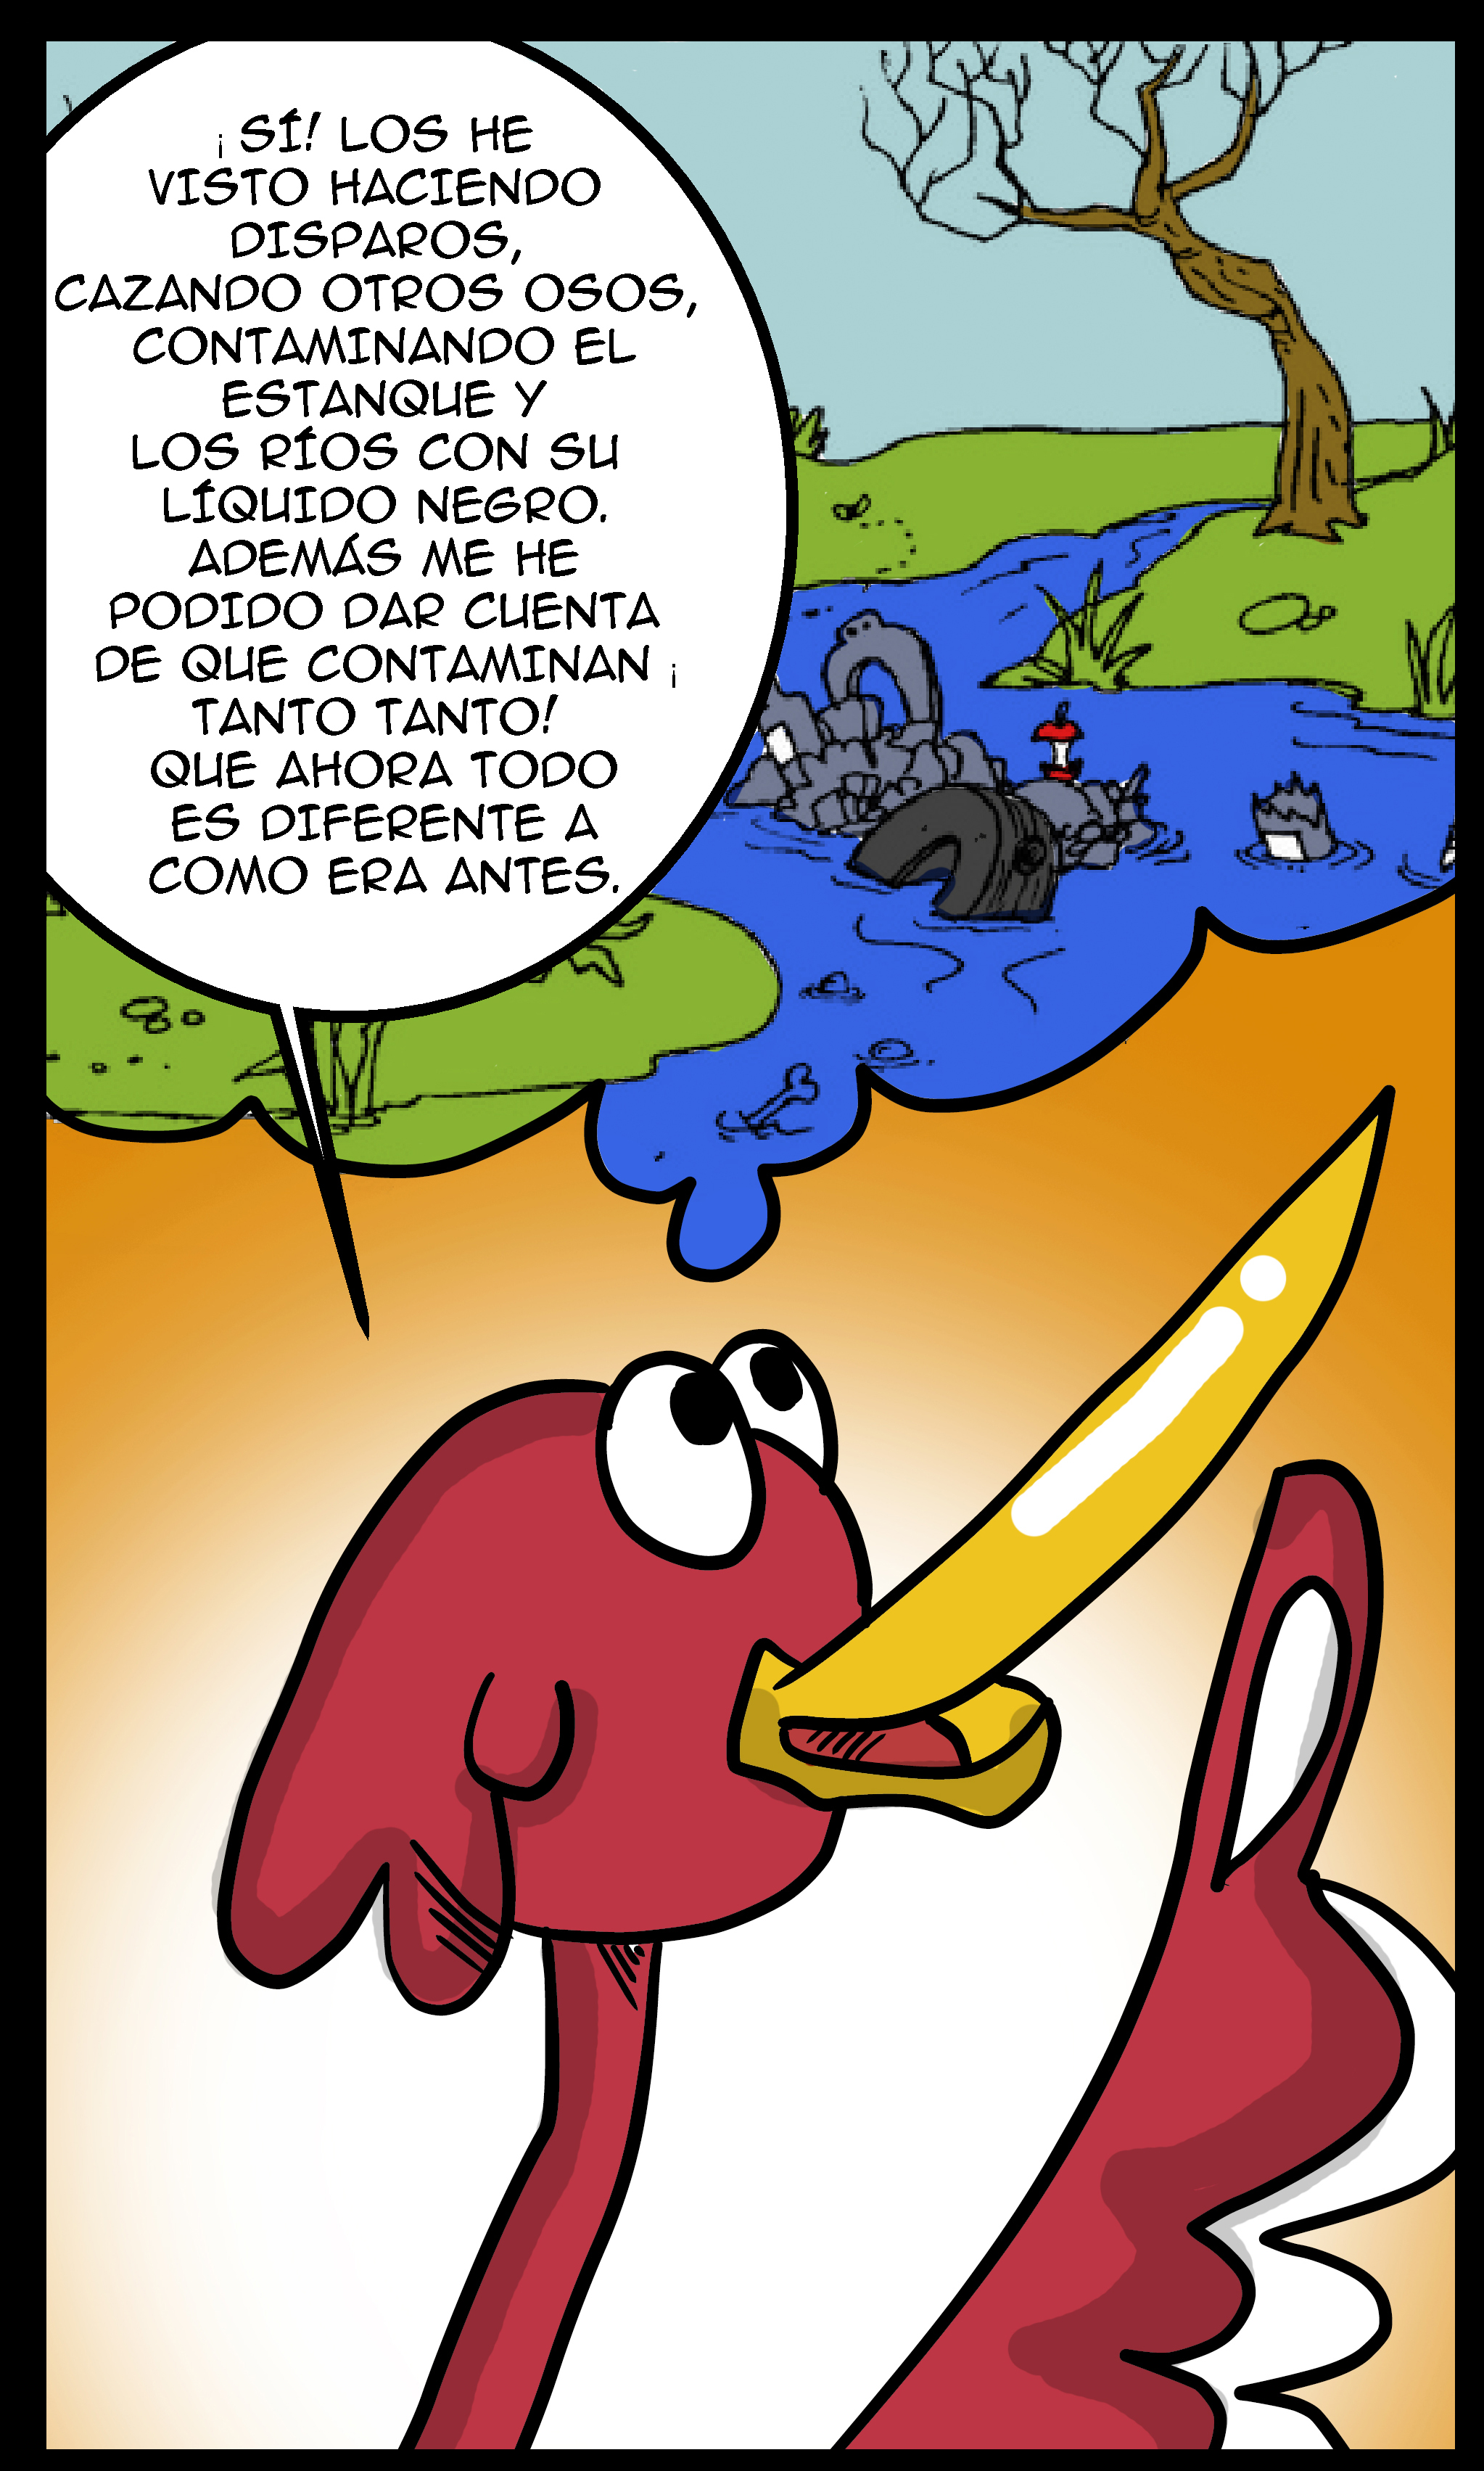 ¡ SÍ! LOS HE
VISTO HACIENDO
DISPAROS,
CAZANDO OTROS OSOS,
CONTAMINANDO EL
ESTANQUE Y
LOS RÍOS CON SU
LÍQUIDO NEGRO.
ADEMÁS ME HE
PODIDO DAR CUENTA
DE QUE CONTAMINAN ¡
TANTO TANTO!
QUE AHORA TODO
ES DIFERENTE A
COMO ERA ANTES.